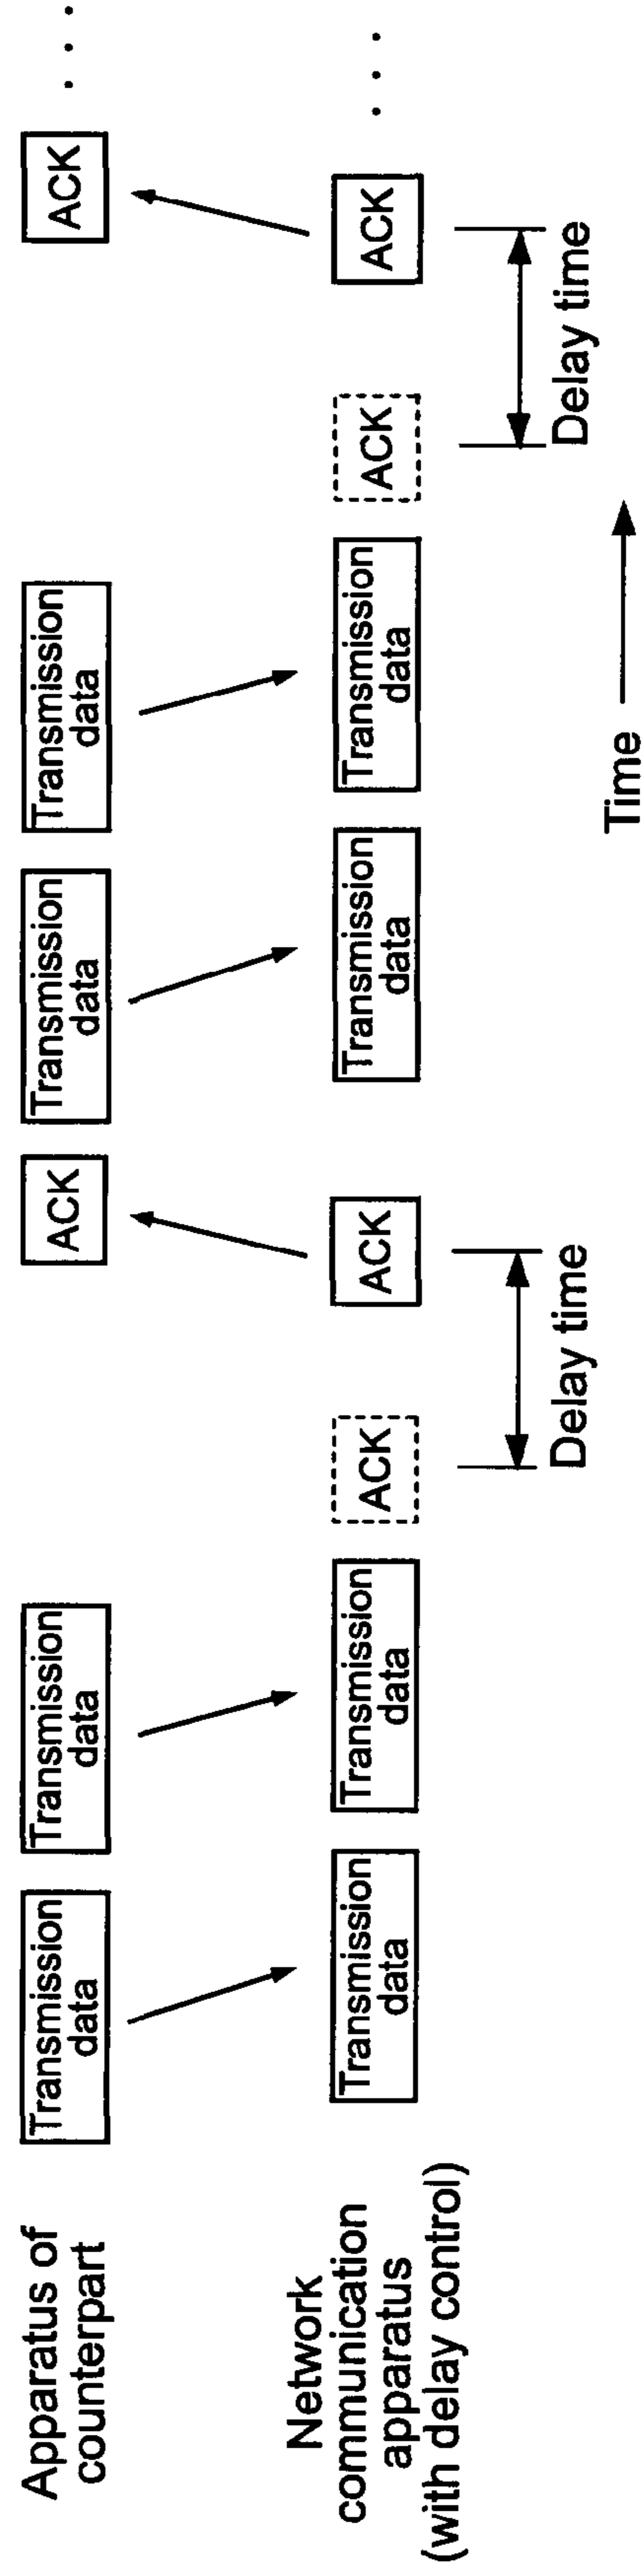 Apparatus of
counterpart
Transmission
data
Transmission
data
ACK
Transmission
data
Transmission
data
ACK
. . .
Network
communication
apparatus
(with delay control)
Transmission
data
Transmission
data
ACK
ACK
Transmission
data
Transmission
data
ACK
ACK
. . .
Delay time
Delay time
Time